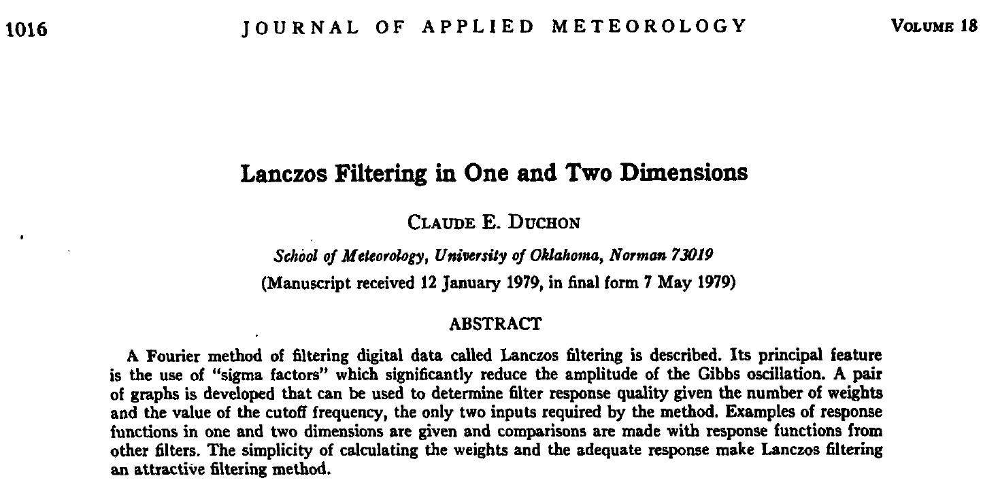 1016 JOURNAL OF APPLIED METEOROLOGY VOLUME 18
Lanczos Filtering in One and Two Dimensions
CLAUDE E. DUCHON
School of Meteorology, University of Oklahoma, Norman 73019
(Manuscript received 12 January 1979, in final form 7 May 1979)
ABSTRACT
A Fourier method of filtering digital data called Lanczos filtering is described. Its principal feature
is the use of "sigma factors" which significantly reduce the amplitude of the Gibbs oscillation. A pair
of graphs is developed that can be used to determine filter response quality given the number of weights
and the value of the cutoff frequency, the only two inputs required by the method. Examples of response
functions in one and two dimensions are given and comparisons are made with response functions from
other filters. The simplicity of calculating the weights and the adequate response make Lanczos filtering
an attractive filtering method.